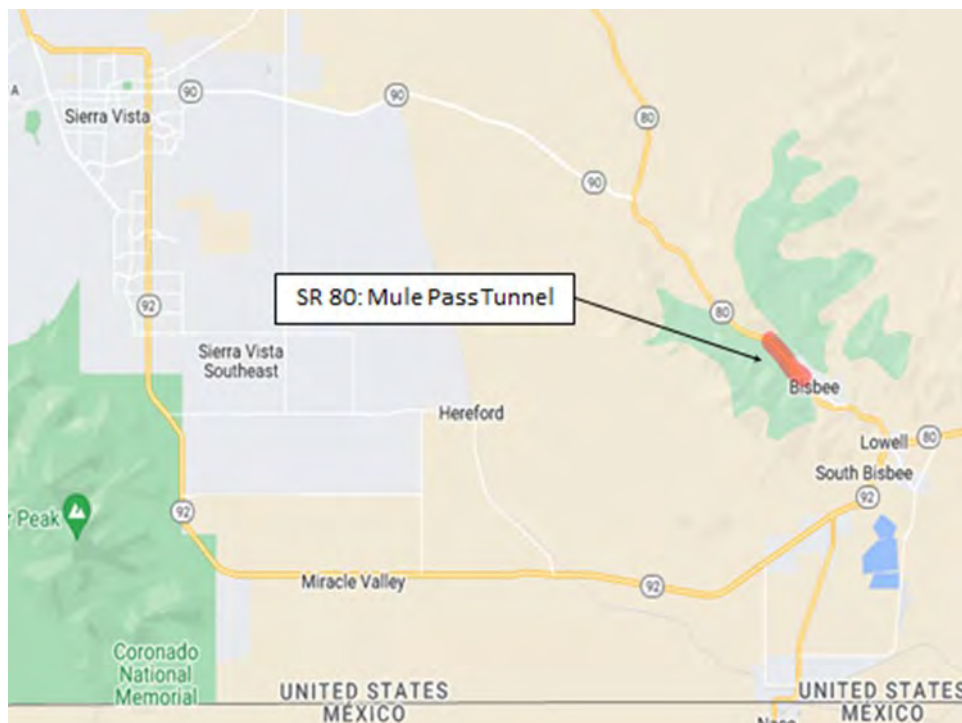 A
Sierra Vista
90
90
80
90
92
SR 80: Mule Pass Tunnel
80
Sierra Vista
Southeast
Bisbee
Hereford
Lowell
80
South Bisbee
92
92
Peak
Miracle Valley
92
Coronado
National
Memorial
UNITED STATES
MÉXICO
UNITED STATES
MÉXICO